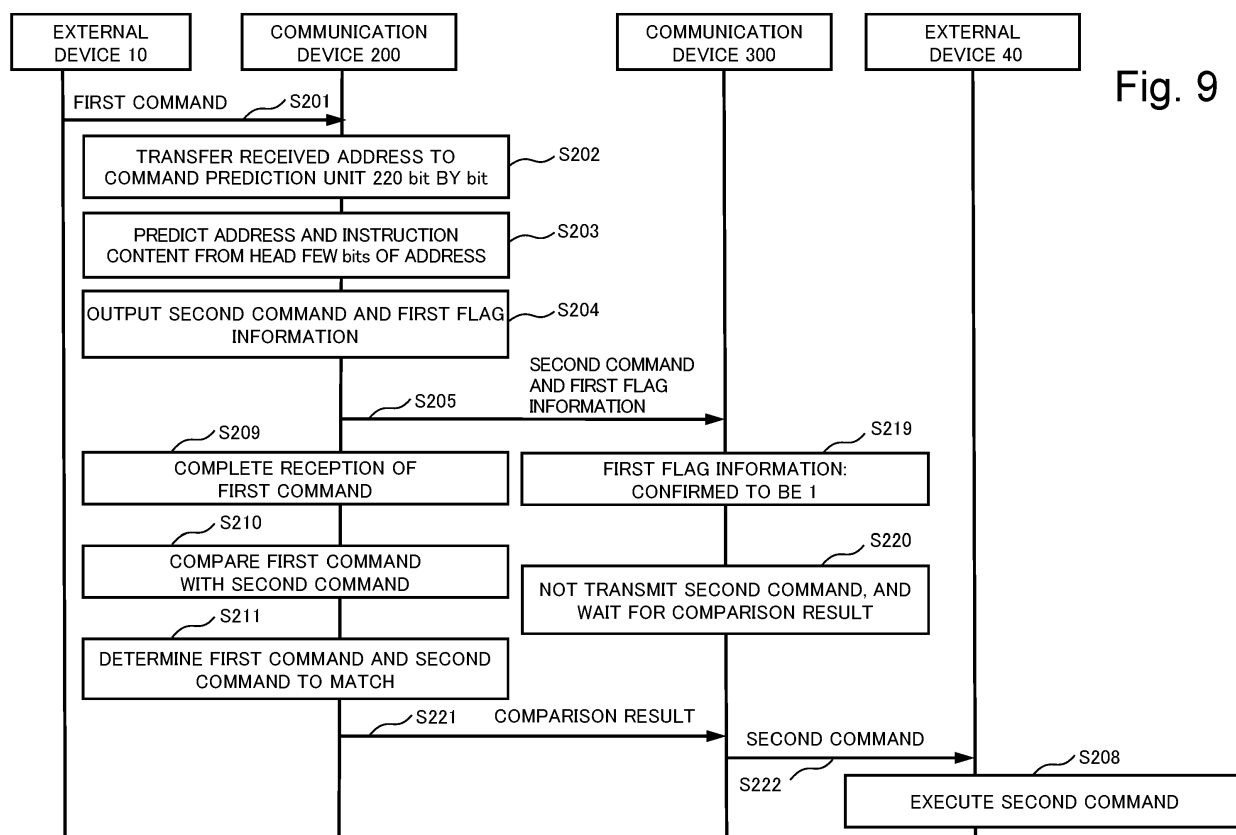 EXTERNAL
DEVICE 10
COMMUNICATION
DEVICE 200
COMMUNICATION
DEVICE 300
EXTERNAL
DEVICE 40
Fig. 9
FIRST COMMAND
S201
TRANSFER RECEIVED ADDRESS TO
COMMAND PREDICTION UNIT 220 bit BY bit
S202
PREDICT ADDRESS AND INSTRUCTION
CONTENT FROM HEAD FEW bits OF ADDRESS
S203
OUTPUT SECOND COMMAND AND FIRST FLAG
INFORMATION
S204
SECOND COMMAND
AND FIRST FLAG
INFORMATION
S205
S209
COMPLETE RECEPTION OF
FIRST COMMAND
S219
FIRST FLAG INFORMATION:
CONFIRMED TO BE 1
S210
COMPARE FIRST COMMAND
WITH SECOND COMMAND
S220
NOT TRANSMIT SECOND COMMAND, AND
WAIT FOR COMPARISON RESULT
S211
DETERMINE FIRST COMMAND AND SECOND
COMMAND TO MATCH
S221
COMPARISON RESULT
SECOND COMMAND
S222
S208
EXECUTE SECOND COMMAND